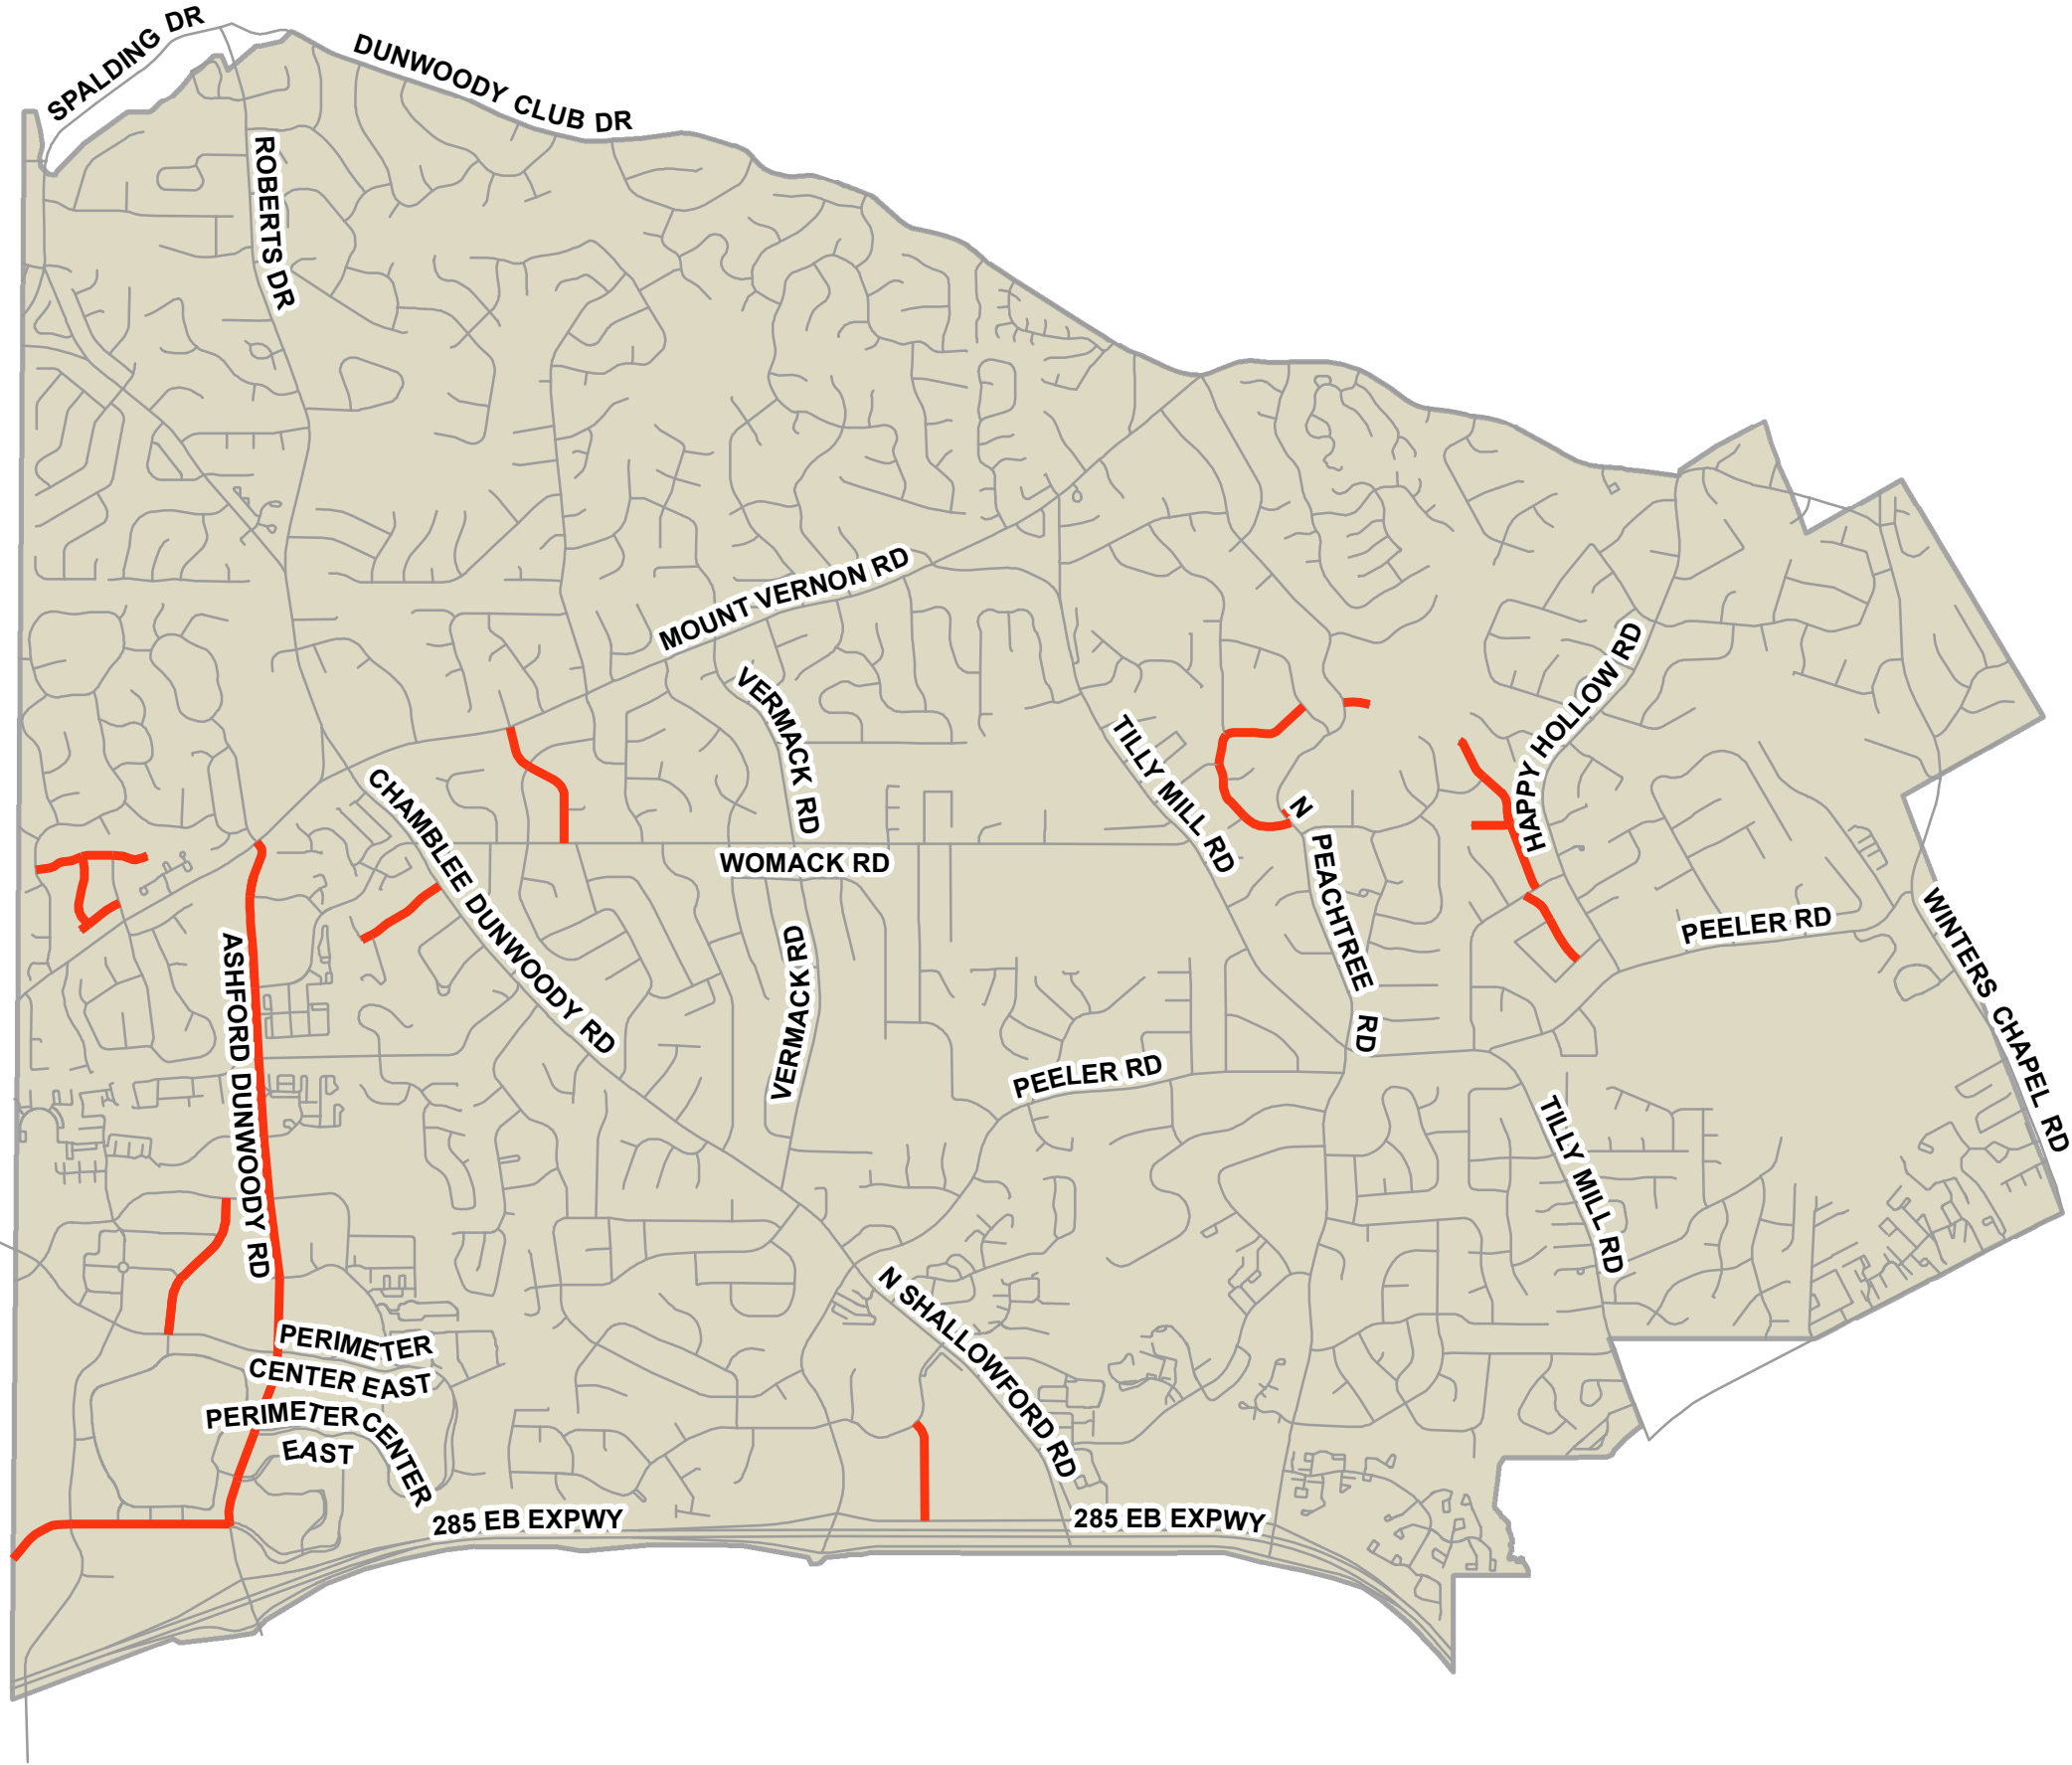 SPALDING DR
DUNWOODY CLUB DR
ROBERTS DR
MOUNT VERNON RD
VERMACK RD
HAPPY HOLLOW RD
TILLY MILL RD
CHAMBLEE DUNWOODY RD
N PEACHTREE RD
WOMACK RD
PEELER RD
WINTERS CHAPEL RD
ASHFORD DUNWOODY RD
VERMACK RD
PEELER RD
TILLY MILL RD
N SHALLOWFORD RD
PERIMETER
CENTER EAST
PERIMETER CENTER
EAST
285 EB EXPWY
285 EB EXPWY